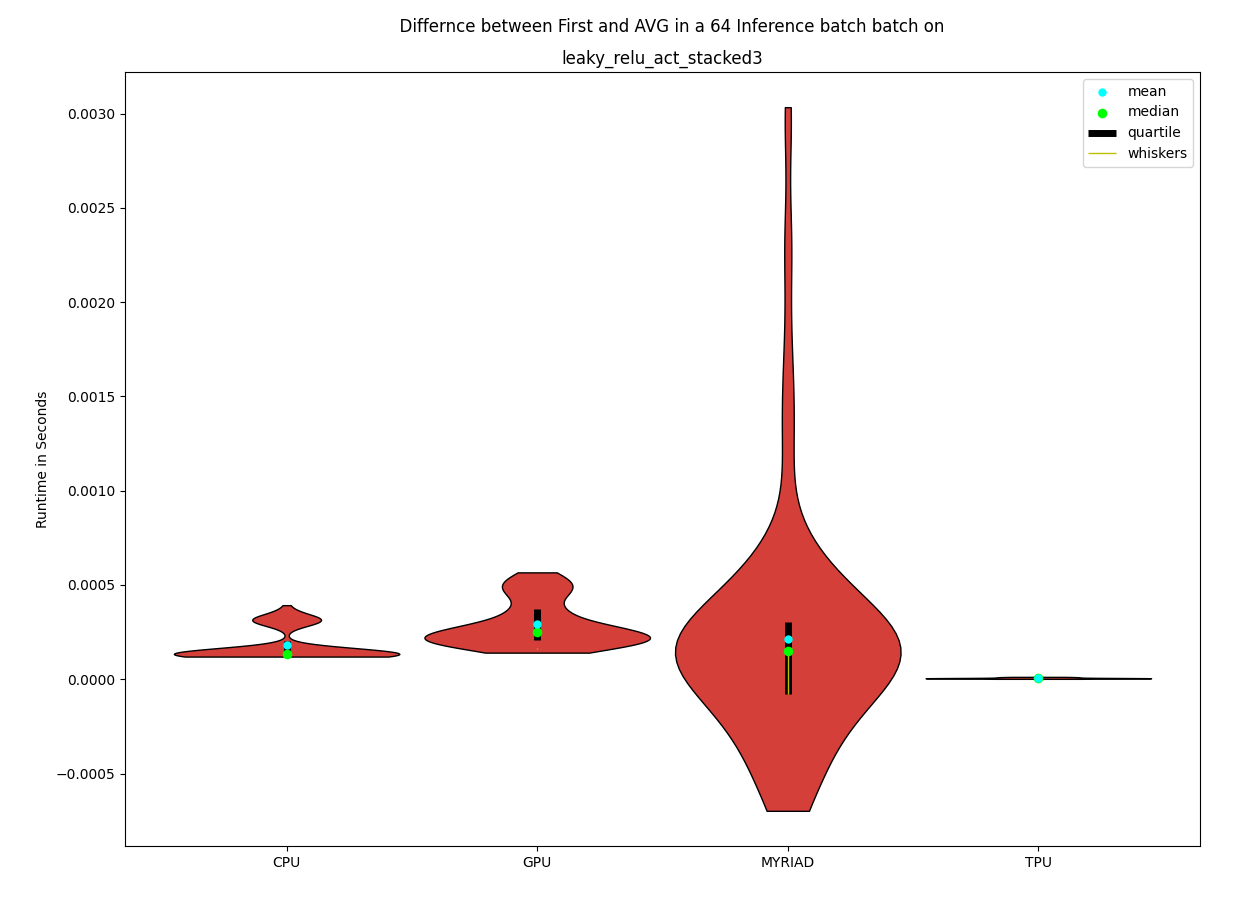 Differnce between First and AVG in a 64 Inference batch batch on
leaky_relu_act_stacked3
mean
median
quartile
whiskers
0.0030
0.0025
0.0020
0.0015
0.0010
0.0005
0.0000
−0.0005
Runtime in Seconds
CPU GPU MYRIAD TPU